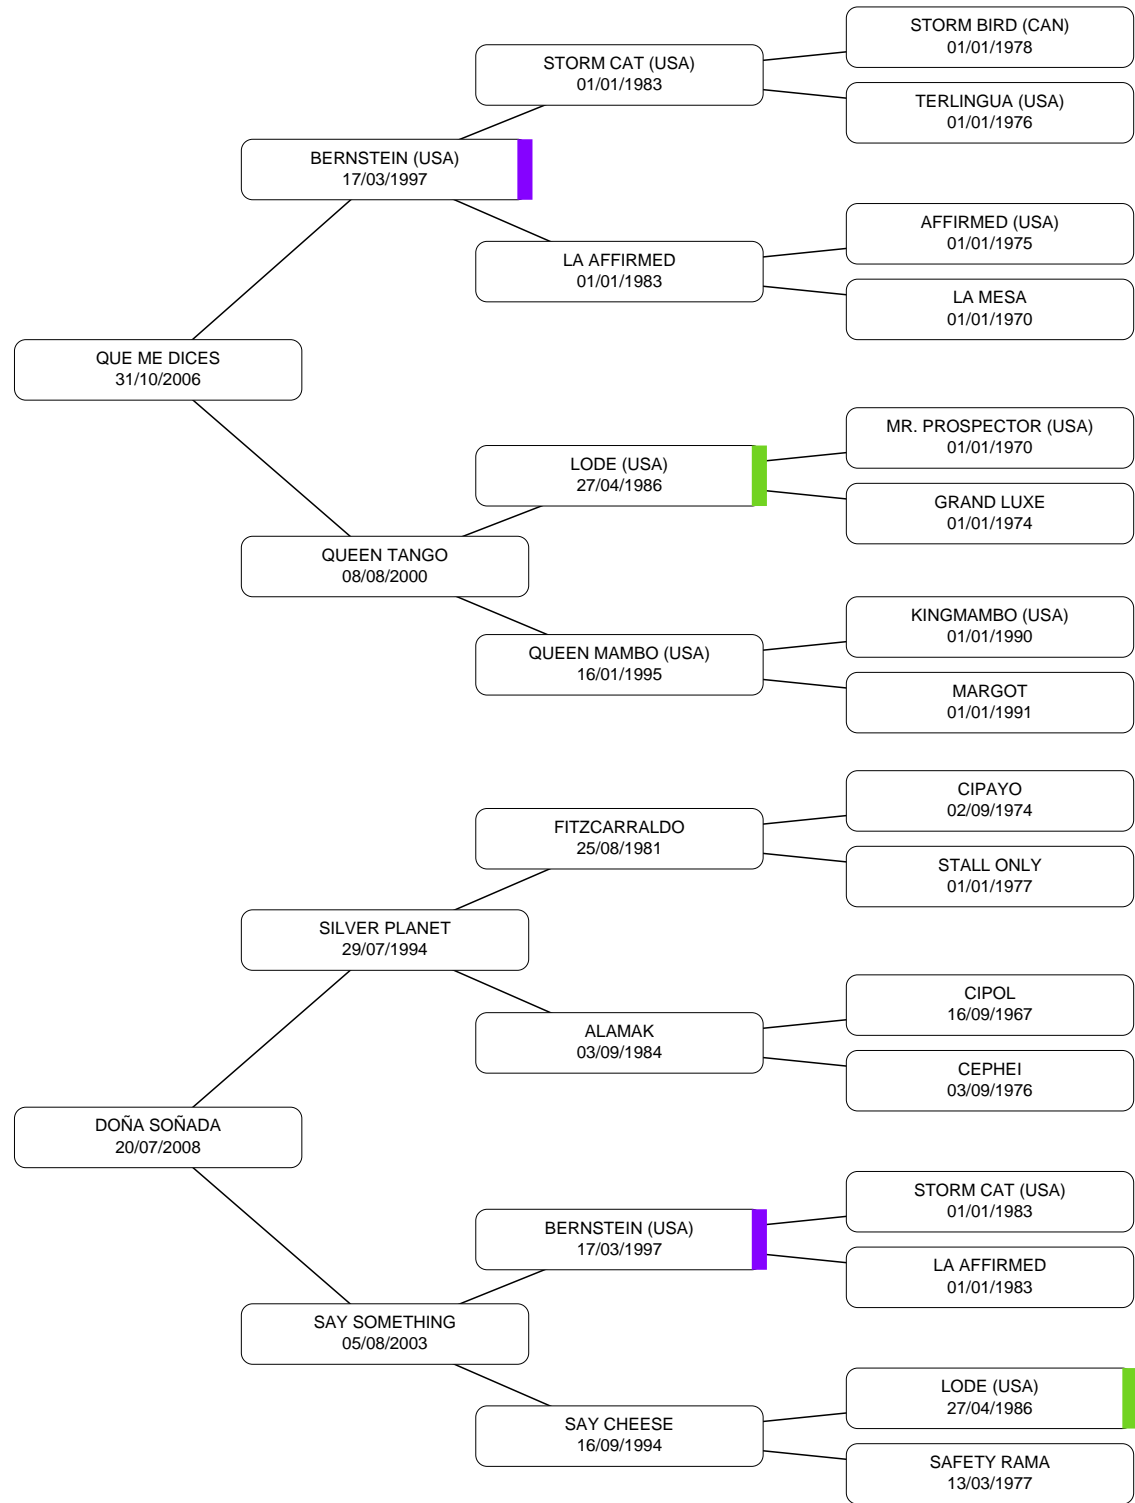 STORM BIRD (CAN)
01/01/1978
STORM CAT (USA)
01/01/1983
TERLINGUA (USA)
01/01/1976
BERNSTEIN (USA)
17/03/1997
AFFIRMED (USA)
01/01/1975
LA AFFIRMED
01/01/1983
LA MESA
01/01/1970
QUE ME DICES
31/10/2006
MR. PROSPECTOR (USA)
01/01/1970
LODE (USA)
27/04/1986
GRAND LUXE
01/01/1974
QUEEN TANGO
08/08/2000
KINGMAMBO (USA)
01/01/1990
QUEEN MAMBO (USA)
16/01/1995
MARGOT
01/01/1991
CIPAYO
02/09/1974
FITZCARRALDO
25/08/1981
STALL ONLY
01/01/1977
SILVER PLANET
29/07/1994
CIPOL
16/09/1967
ALAMAK
03/09/1984
CEPHEI
03/09/1976
DOÑA SOÑADA
20/07/2008
STORM CAT (USA)
01/01/1983
BERNSTEIN (USA)
17/03/1997
LA AFFIRMED
01/01/1983
SAY SOMETHING
05/08/2003
LODE (USA)
27/04/1986
SAY CHEESE
16/09/1994
SAFETY RAMA
13/03/1977